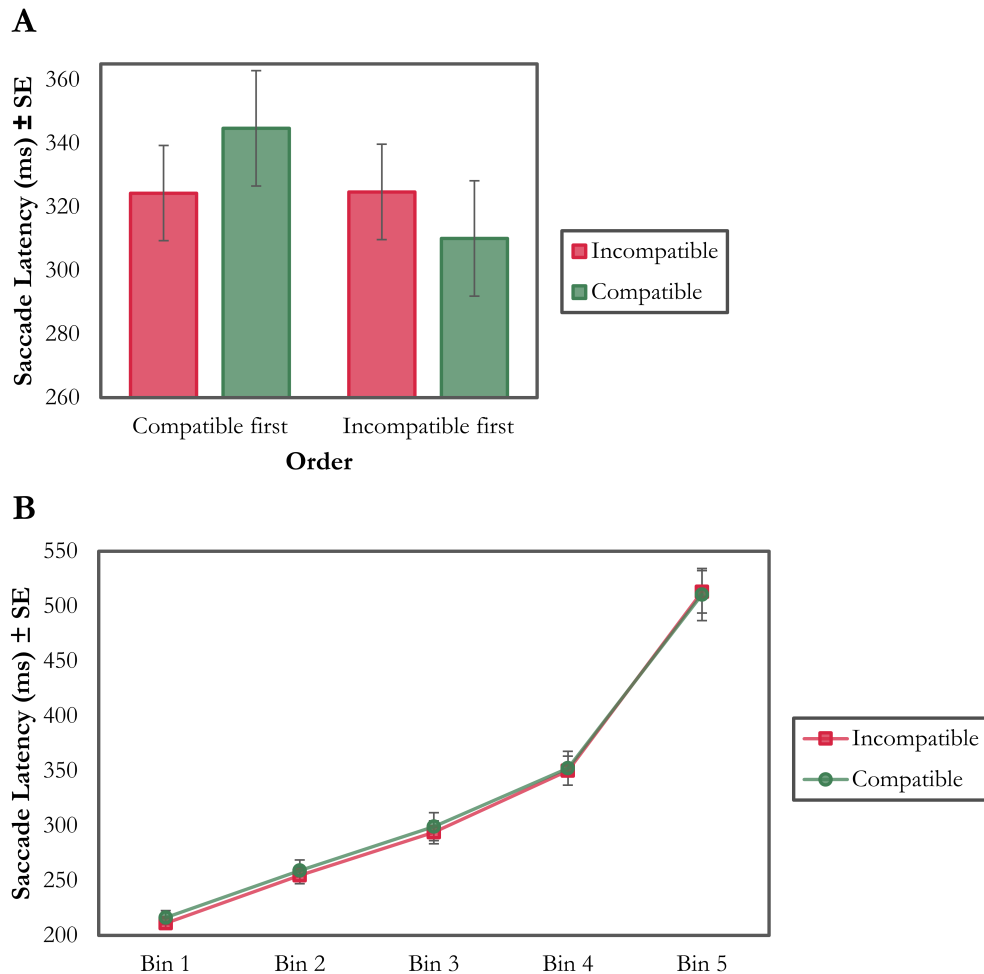 A
Saccade Latency (ms) ± SE
360
340
320
300
280
260
Compatible first
Incompatible first
Order
Incompatible
Compatible
B
Saccade Latency (ms) ± SE
550
500
450
400
350
300
250
200
Bin 1
Bin 2
Bin 3
Bin 4
Bin 5
Incompatible
Compatible